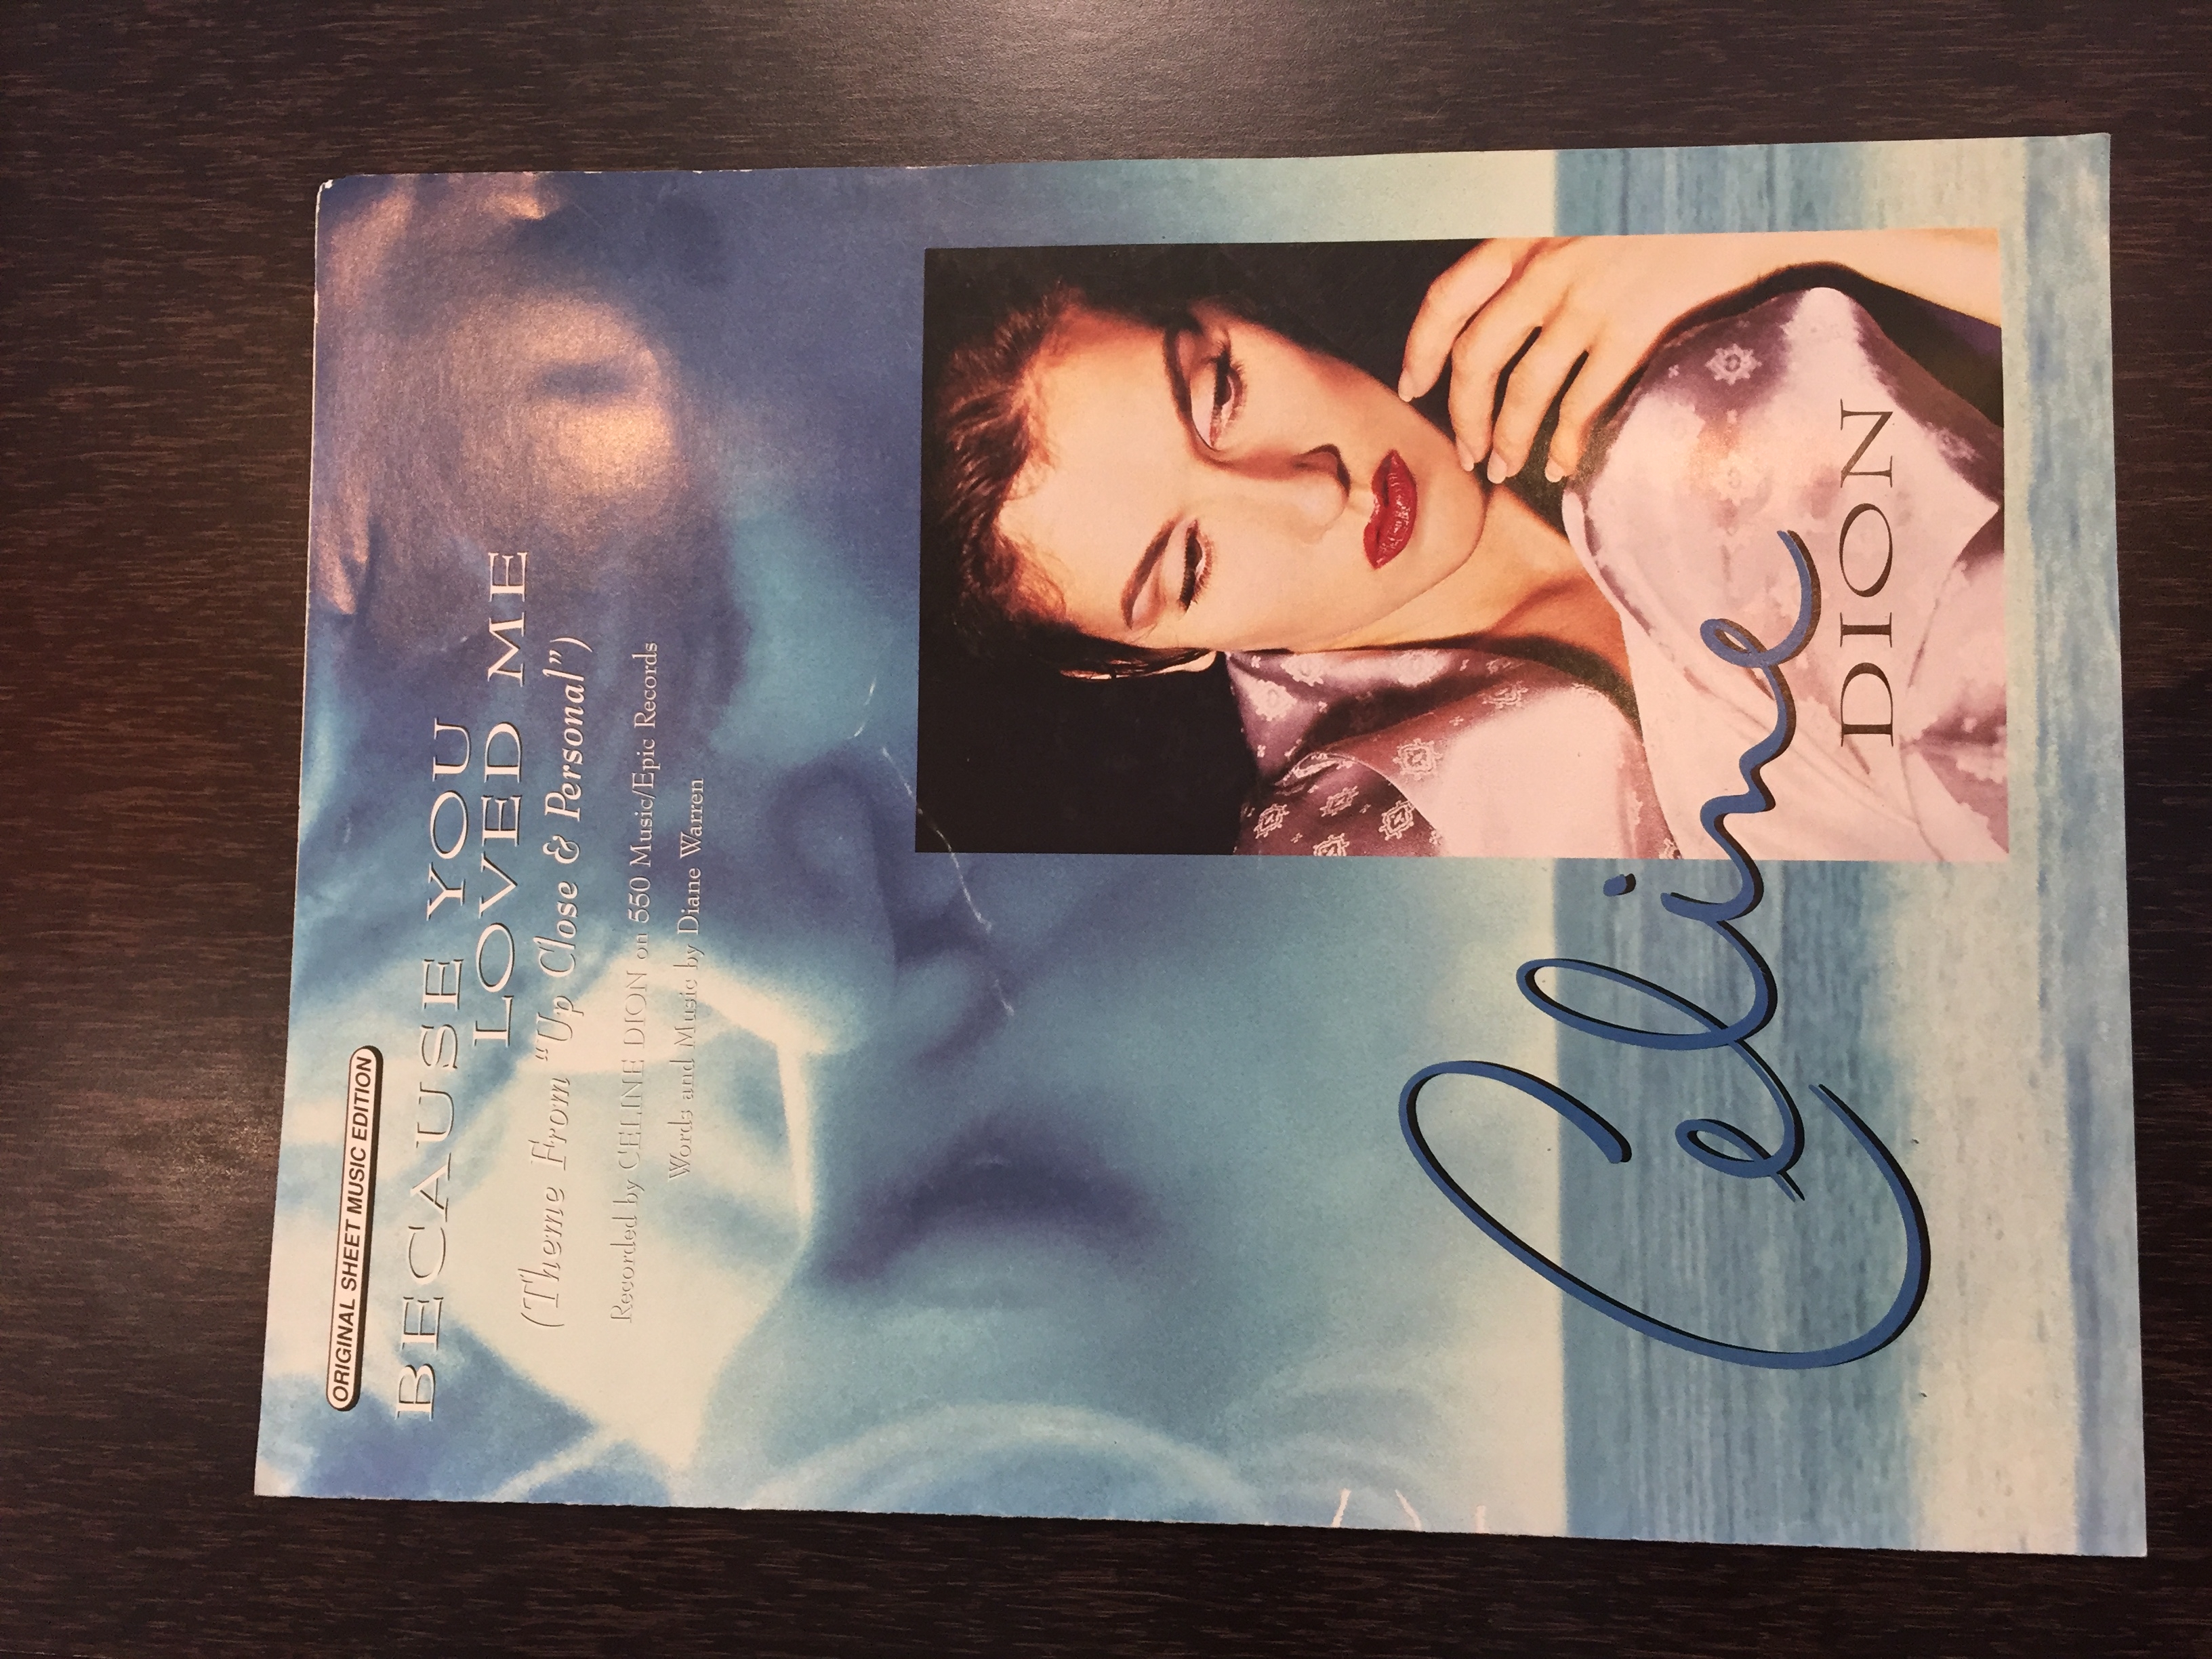 ORIGINAL SHEET MUSIC EDITION
BECAUSE YOU
LOVED ME
(Theme From "Up Close & Personal")
Recorded by CELINE DION on 550 Music/Epic Records
Words and Music by Diane Warren
Celine
DION